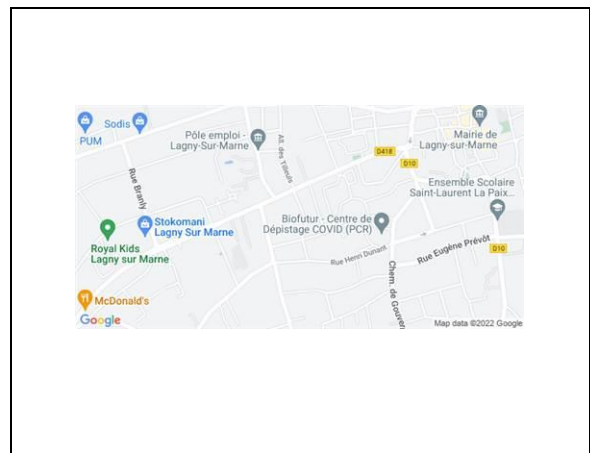 Sodis
PUM
Pôle emploi -
Lagny-Sur-Marne
All. des Tilleuls
D418
D10
Mairie de
Lagny-sur-Marne
Rue Branly
Ensemble Scolaire
Saint-Laurent La Paix...
Stokomani
Lagny Sur Marne
Biofutur - Centre de
Dépistage COVID (PCR)
Royal Kids
Lagny sur Marne
Rue Henri Dunant
Rue Eugène Prévôt
D10
Chem. de Gouvern
McDonald's
Google
Map data ©2022 Google